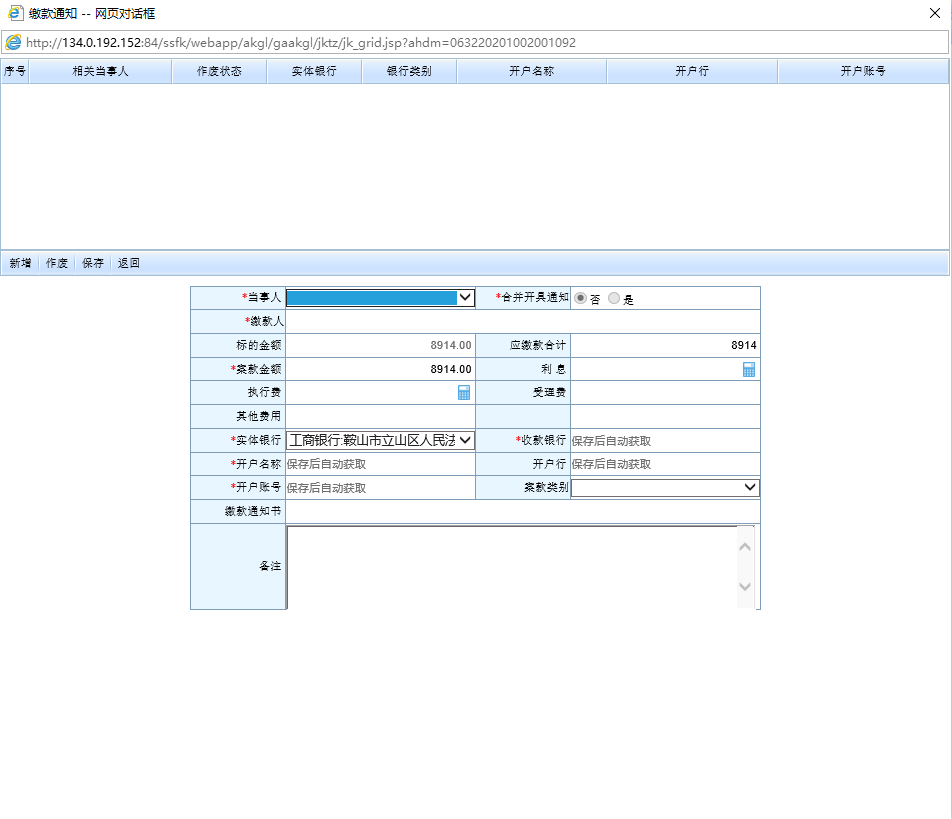 缴款通知 -- 网页对话框
http://134.0.192.152:84/ssfk/webapp/akgl/gaakgl/jktz/jk_grid.jsp?ahdm=063220201002001092
序号 相关当事人 作废状态 实体银行 银行类别 开户名称 开户行 开户账号
新增 作废 保存 返回
*当事人 *合并开具通知 否 是
*缴款人
标的金额 8914.00 应缴款合计 8914
*案款金额 8914.00 利息
执行费 受理费
其他费用
*实体银行 工商银行:鞍山市立山区人民法 *收款银行 保存后自动获取
*开户名称 保存后自动获取 开户行 保存后自动获取
*开户账号 保存后自动获取 案款类别
缴款通知书
备注